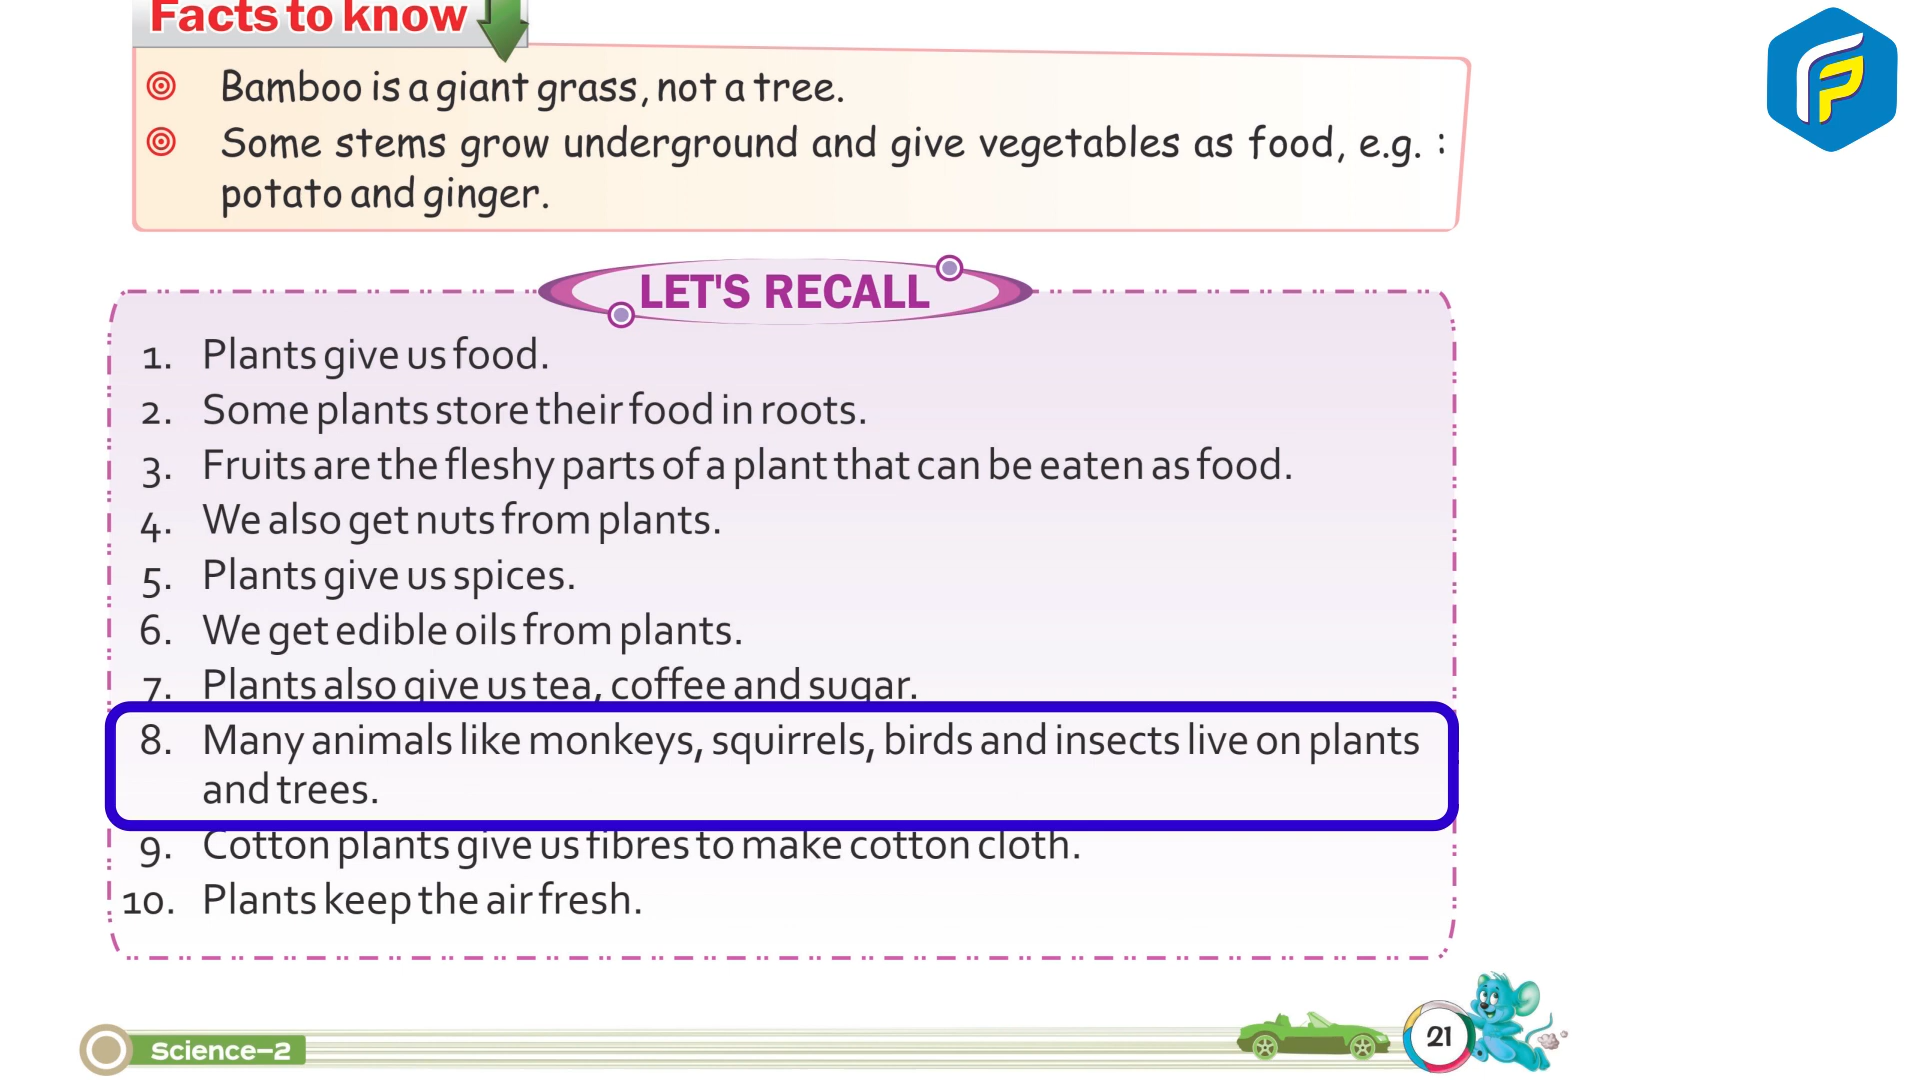 Facts to know
Bamboo is a giant grass, not a tree.
Some stems grow underground and give vegetables as food, e.g. :
potato and ginger.
LET'S RECALL
1. Plants give us food.
2. Some plants store their food in roots.
3. Fruits are the fleshy parts of a plant that can be eaten as food.
4. We also get nuts from plants.
5. Plants give us spices.
6. We get edible oils from plants.
7. Plants also give us tea, coffee and sugar.
8. Many animals like monkeys, squirrels, birds and insects live on plants
and trees.
9. Cotton plants give us fibres to make cotton cloth.
10. Plants keep the air fresh.
Science–2
21